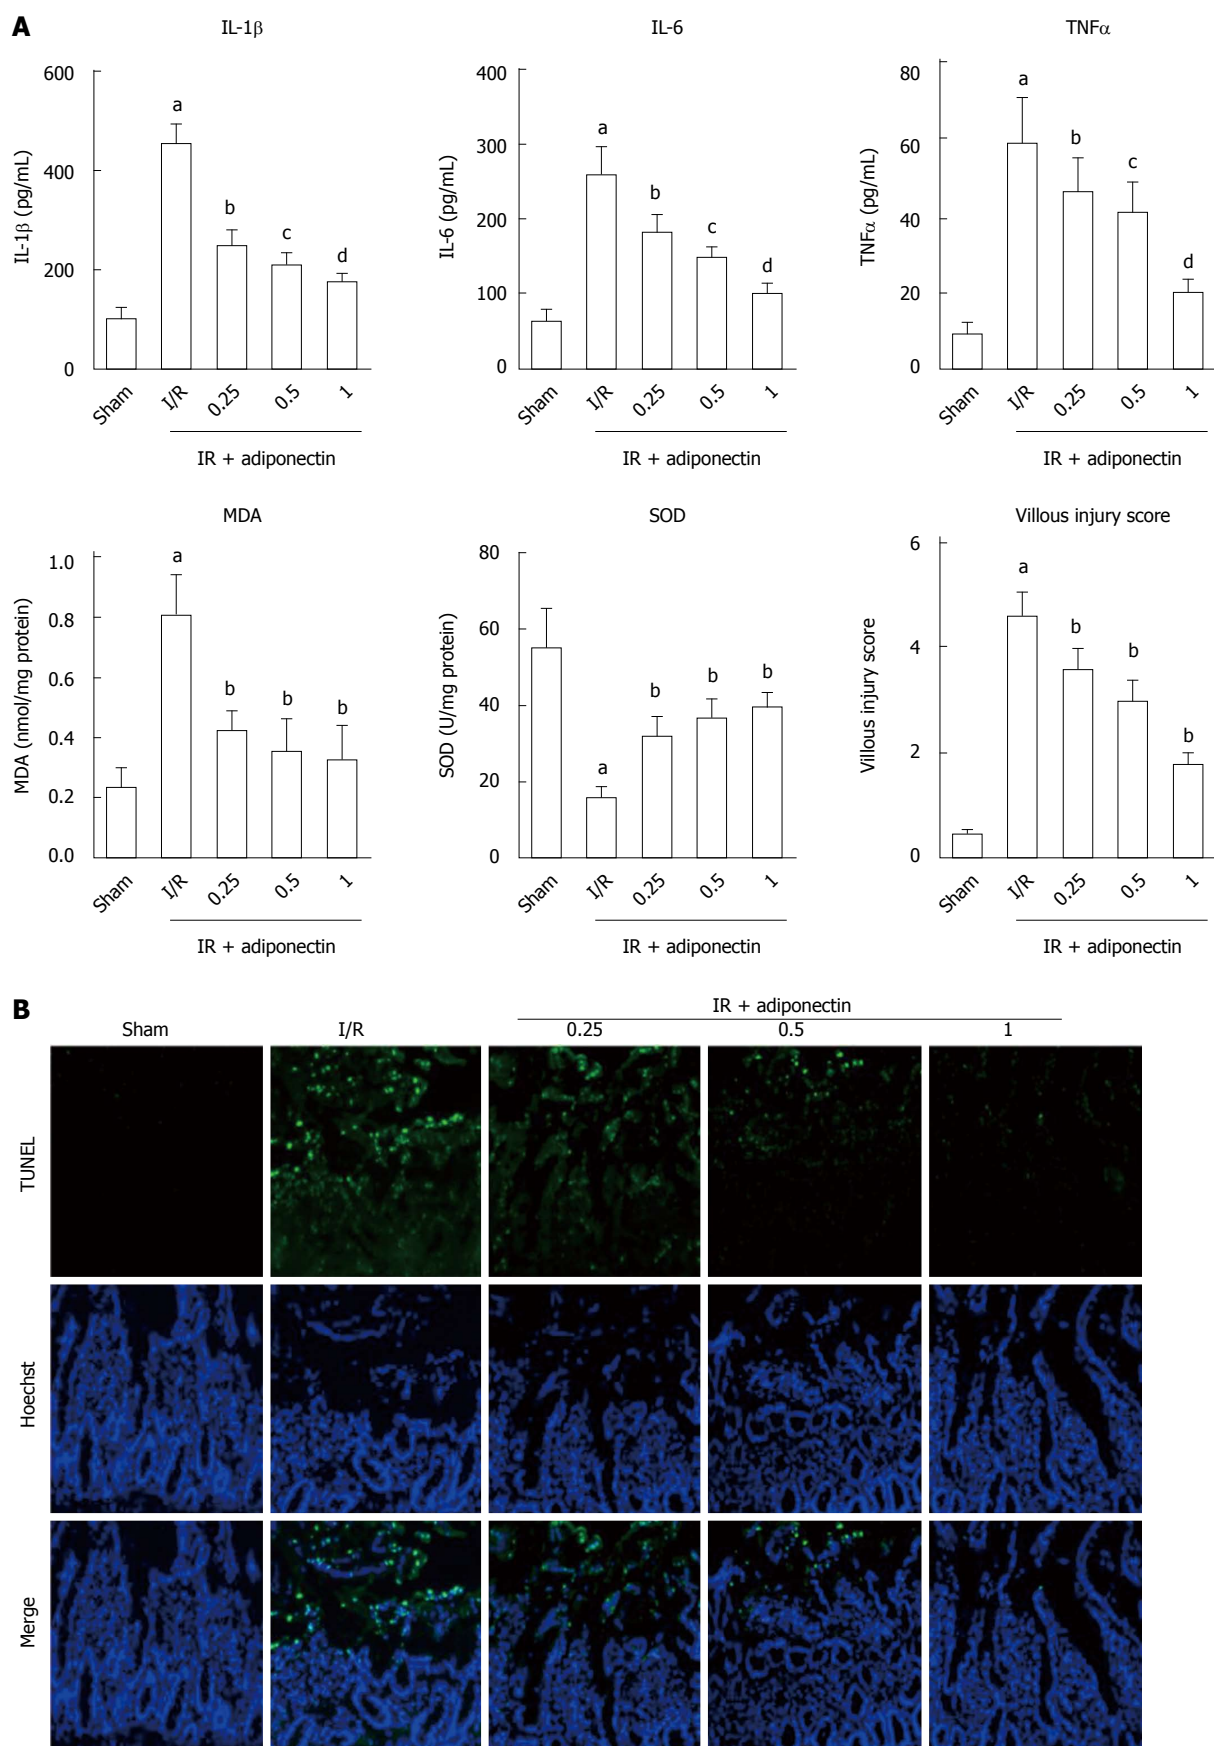 A
IL-1β
IL-6
TNFα
IL-1β (pg/mL)
600
400
200
0
a
b
c
d
Sham
I/R
0.25
0.5
1
IR + adiponectin
IL-6 (pg/mL)
400
300
200
100
0
a
b
c
d
Sham
I/R
0.25
0.5
1
IR + adiponectin
TNFα (pg/mL)
80
60
40
20
0
a
b
c
d
Sham
I/R
0.25
0.5
1
IR + adiponectin
MDA
SOD
Villous injury score
MDA (nmol/mg protein)
1.0
0.8
0.6
0.4
0.2
0.0
a
b
b
b
Sham
I/R
0.25
0.5
1
IR + adiponectin
SOD (U/mg protein)
80
60
40
20
0
a
b
b
b
Sham
I/R
0.25
0.5
1
IR + adiponectin
Villous injury score
6
4
2
0
a
b
b
b
Sham
I/R
0.25
0.5
1
IR + adiponectin
B
IR + adiponectin
Sham
I/R
0.25
0.5
1
TUNEL
Hoechst
Merge